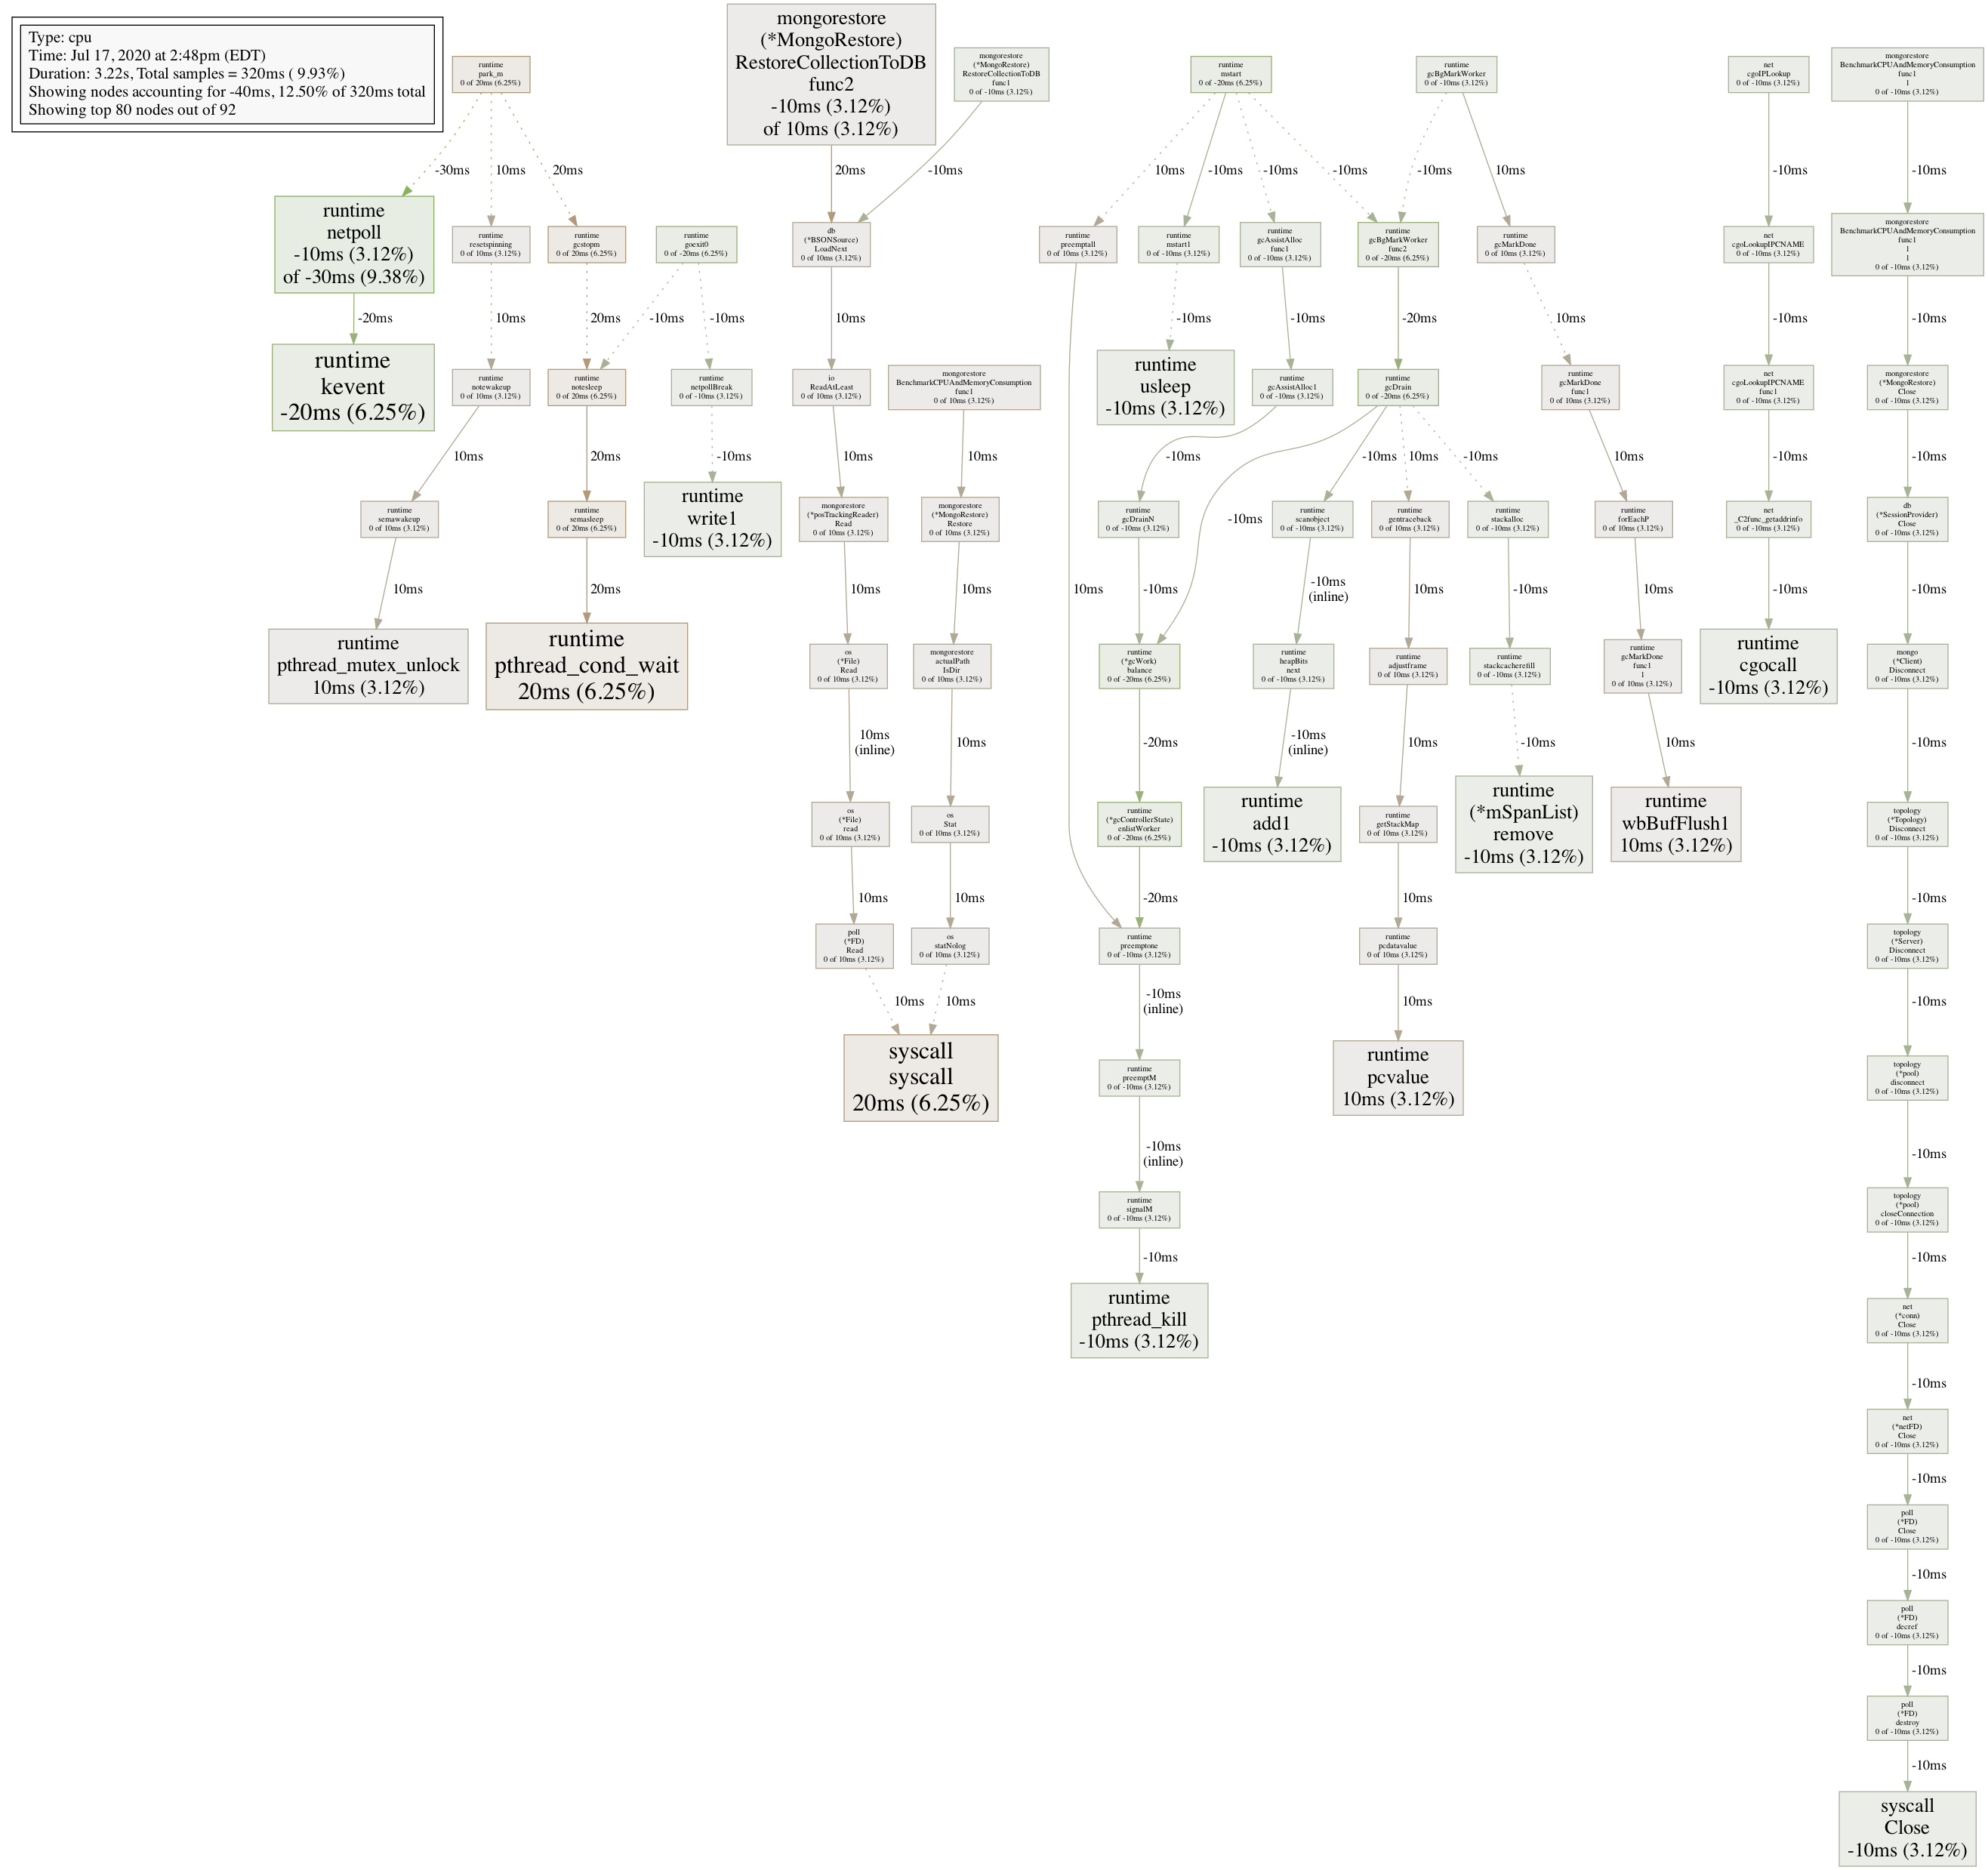 Type: cpu
Time: Jul 17, 2020 at 2:48pm (EDT)
Duration: 3.22s, Total samples = 320ms ( 9.93%)
Showing nodes accounting for -40ms, 12.50% of 320ms total
Showing top 80 nodes out of 92
runtime
park_m
0 of 20ms (6.25%)
mongorestore
(*MongoRestore)
RestoreCollectionToDB
func2
-10ms (3.12%)
of 10ms (3.12%)
mongorestore
(*MongoRestore)
RestoreCollectionToDB
func1
0 of -10ms (3.12%)
runtime
mstart
0 of -20ms (6.25%)
runtime
gcBgMarkWorker
0 of -10ms (3.12%)
net
cgoIPLookup
0 of -10ms (3.12%)
mongorestore
BenchmarkCPUAndMemoryConsumption
func1
1
0 of -10ms (3.12%)
-30ms
10ms
20ms
20ms
-10ms
10ms
-10ms
-10ms
-10ms
-10ms
10ms
-10ms
-10ms
runtime
netpoll
-10ms (3.12%)
of -30ms (9.38%)
runtime
resetspinning
0 of 10ms (3.12%)
runtime
gcstopm
0 of 20ms (6.25%)
runtime
goexit0
0 of -20ms (6.25%)
db
(*BSONSource)
LoadNext
0 of 10ms (3.12%)
runtime
preemptall
0 of 10ms (3.12%)
runtime
mstart1
0 of -10ms (3.12%)
runtime
gcAssistAlloc
func1
0 of -10ms (3.12%)
runtime
gcBgMarkWorker
func2
0 of -20ms (6.25%)
runtime
gcMarkDone
0 of 10ms (3.12%)
net
cgoLookupIPCNAME
0 of -10ms (3.12%)
mongorestore
BenchmarkCPUAndMemoryConsumption
func1
1
1
0 of -10ms (3.12%)
-20ms
10ms
20ms
-10ms
-10ms
10ms
-10ms
-10ms
-20ms
10ms
-10ms
-10ms
runtime
kevent
-20ms (6.25%)
runtime
notewakeup
0 of 10ms (3.12%)
runtime
notesleep
0 of 20ms (6.25%)
runtime
netpollBreak
0 of -10ms (3.12%)
io
ReadAtLeast
0 of 10ms (3.12%)
mongorestore
BenchmarkCPUAndMemoryConsumption
func1
0 of 10ms (3.12%)
runtime
usleep
-10ms (3.12%)
runtime
gcAssistAlloc1
0 of -10ms (3.12%)
runtime
gcDrain
0 of -20ms (6.25%)
runtime
gcMarkDone
func1
0 of 10ms (3.12%)
net
cgoLookupIPCNAME
func1
0 of -10ms (3.12%)
mongorestore
(*MongoRestore)
Close
0 of -10ms (3.12%)
10ms
20ms
-10ms
10ms
10ms
-10ms
-10ms
10ms
-10ms
10ms
-10ms
-10ms
runtime
semawakeup
0 of 10ms (3.12%)
runtime
semasleep
0 of 20ms (6.25%)
runtime
write1
-10ms (3.12%)
mongorestore
(*posTrackingReader)
Read
0 of 10ms (3.12%)
mongorestore
(*MongoRestore)
Restore
0 of 10ms (3.12%)
runtime
gcDrainN
0 of -10ms (3.12%)
-10ms
runtime
scanobject
0 of -10ms (3.12%)
runtime
gentraceback
0 of 10ms (3.12%)
runtime
stackalloc
0 of -10ms (3.12%)
runtime
forEachP
0 of 10ms (3.12%)
net
_C2func_getaddrinfo
0 of -10ms (3.12%)
db
(*SessionProvider)
Close
0 of -10ms (3.12%)
10ms
20ms
10ms
10ms
10ms
-10ms
-10ms
(inline)
10ms
-10ms
10ms
-10ms
-10ms
runtime
pthread_mutex_unlock
10ms (3.12%)
runtime
pthread_cond_wait
20ms (6.25%)
os
(*File)
Read
0 of 10ms (3.12%)
mongorestore
actualPath
IsDir
0 of 10ms (3.12%)
runtime
(*gcWork)
balance
0 of -20ms (6.25%)
runtime
heapBits
next
0 of -10ms (3.12%)
runtime
adjustframe
0 of 10ms (3.12%)
runtime
stackcacherefill
0 of -10ms (3.12%)
runtime
gcMarkDone
func1
1
0 of 10ms (3.12%)
runtime
cgocall
-10ms (3.12%)
mongo
(*Client)
Disconnect
0 of -10ms (3.12%)
10ms
(inline)
10ms
-20ms
-10ms
(inline)
10ms
-10ms
10ms
-10ms
os
(*File)
read
0 of 10ms (3.12%)
os
Stat
0 of 10ms (3.12%)
runtime
(*gcControllerState)
enlistWorker
0 of -20ms (6.25%)
runtime
add1
-10ms (3.12%)
runtime
getStackMap
0 of 10ms (3.12%)
runtime
(*mSpanList)
remove
-10ms (3.12%)
runtime
wbBufFlush1
10ms (3.12%)
topology
(*Topology)
Disconnect
0 of -10ms (3.12%)
10ms
10ms
-20ms
10ms
-10ms
poll
(*FD)
Read
0 of 10ms (3.12%)
os
statNolog
0 of 10ms (3.12%)
runtime
preemptone
0 of -10ms (3.12%)
runtime
pcdatavalue
0 of 10ms (3.12%)
topology
(*Server)
Disconnect
0 of -10ms (3.12%)
10ms
10ms
-10ms
(inline)
10ms
-10ms
syscall
syscall
20ms (6.25%)
runtime
preemptM
0 of -10ms (3.12%)
runtime
pcvalue
10ms (3.12%)
topology
(*pool)
disconnect
0 of -10ms (3.12%)
-10ms
(inline)
-10ms
runtime
signalM
0 of -10ms (3.12%)
topology
(*pool)
closeConnection
0 of -10ms (3.12%)
-10ms
-10ms
runtime
pthread_kill
-10ms (3.12%)
net
(*conn)
Close
0 of -10ms (3.12%)
-10ms
net
(*netFD)
Close
0 of -10ms (3.12%)
-10ms
poll
(*FD)
Close
0 of -10ms (3.12%)
-10ms
poll
(*FD)
decref
0 of -10ms (3.12%)
-10ms
poll
(*FD)
destroy
0 of -10ms (3.12%)
-10ms
syscall
Close
-10ms (3.12%)